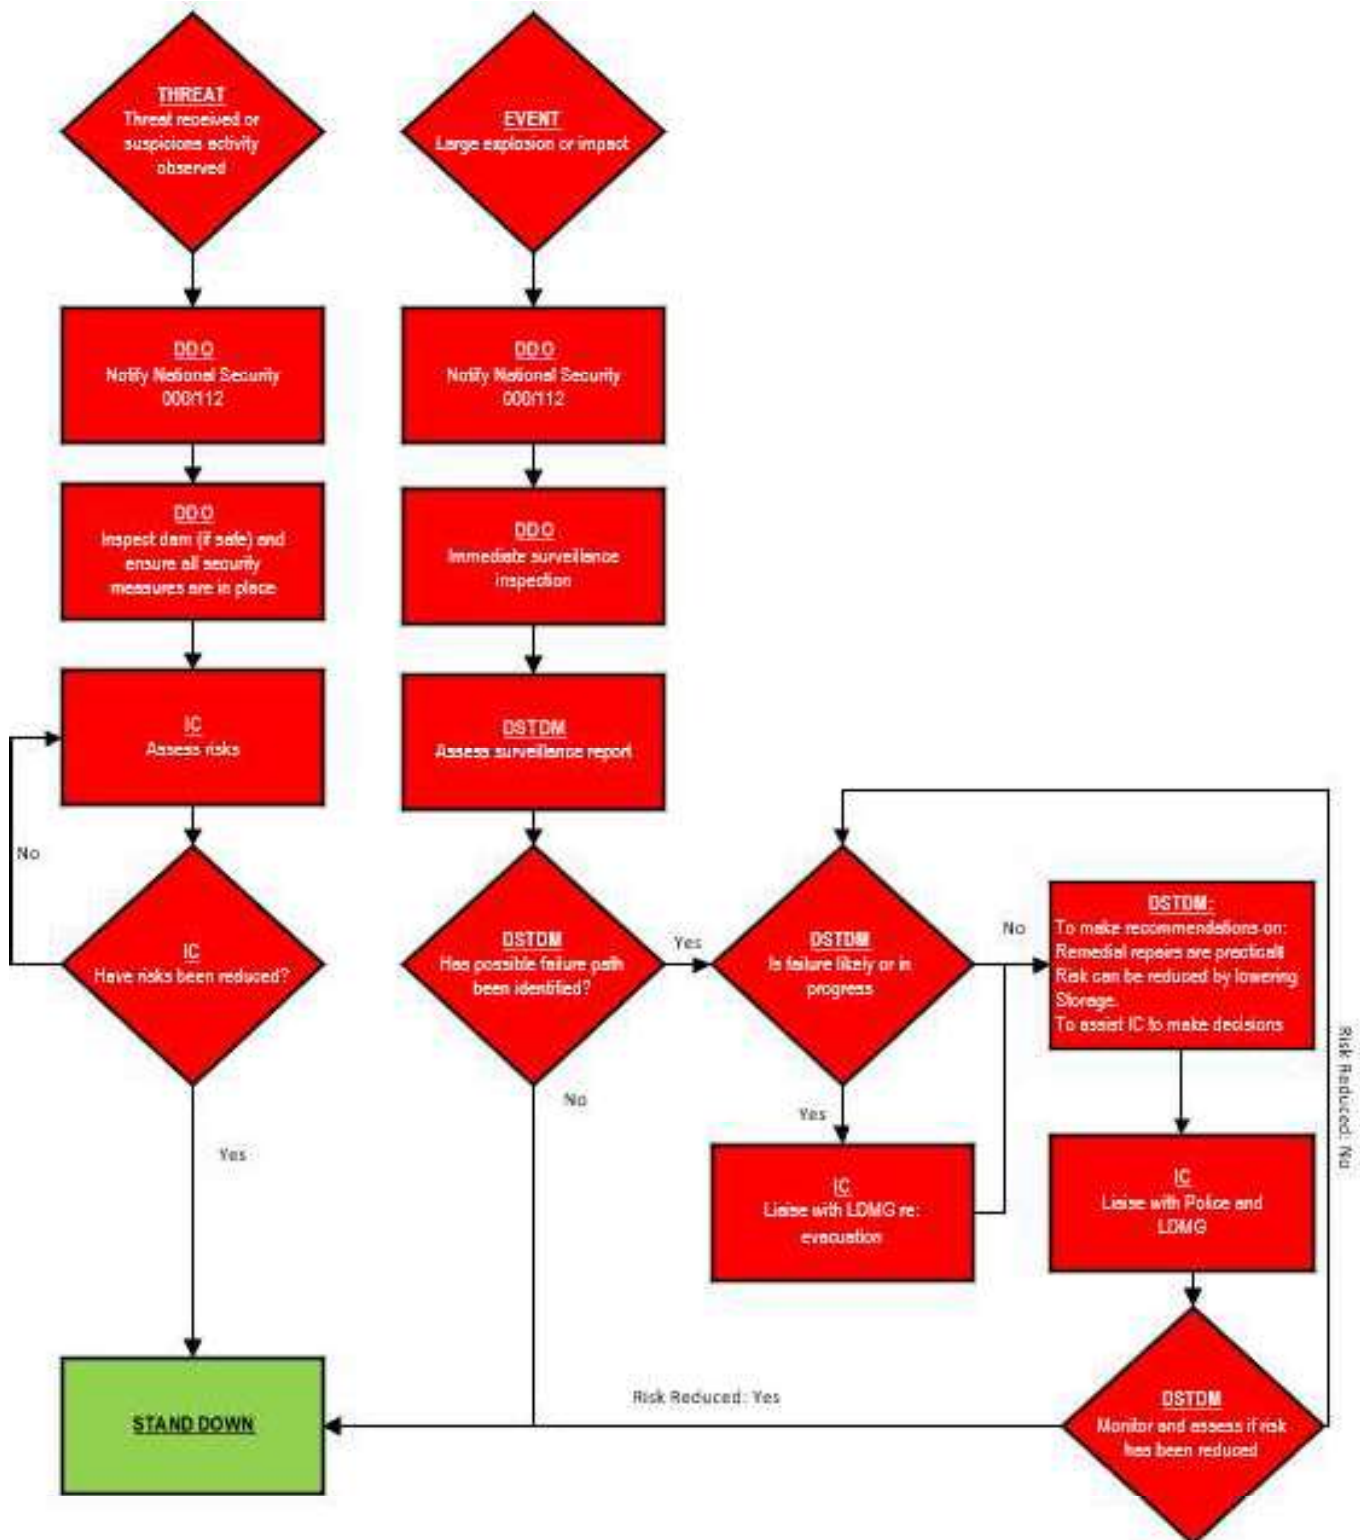 THREAT
Threat received or
suspicious activity
observed
EVENT
Large explosion or impact
DDO
Notify National Security
000/112
DDO
Notify National Security
000/112
DDO
Inspect dam (if safe) and
ensure all security
measures are in place
DDO
Immediate surveillance
inspection
IC
Assess risks
DSTDM
Assess surveillance report
No
IC
Have risks been reduced?
Yes
DSTDM
Has possible failure path
been identified?
Yes
No
DSTDM
Is failure likely or in
progress
No
Yes
DSTDM:
To make recommendations on:
Remedial repairs are practical
Risk can be reduced by lowering
Storage.
To assist IC to make decisions
Risk Reduced: No
IC
Liaise with LDMG re:
evacuation
IC
Liaise with Police and
LDMG
STAND DOWN
Risk Reduced: Yes
DSTDM
Monitor and assess if risk
has been reduced